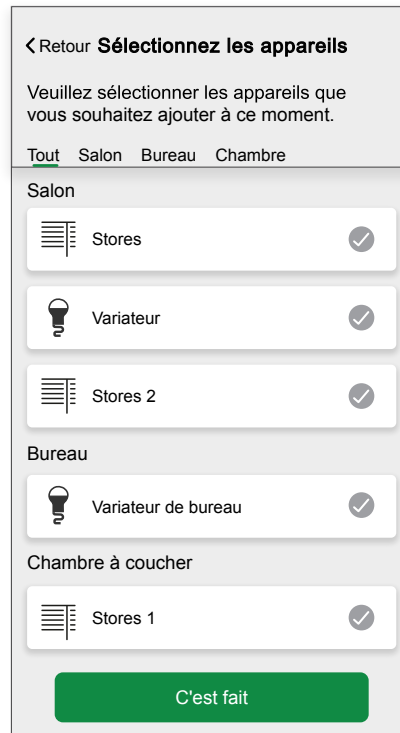 Retour Sélectionnez les appareils
Veuillez sélectionner les appareils que
vous souhaitez ajouter à ce moment.
Tout Salon Bureau Chambre
Salon
Stores
Variateur
Stores 2
Bureau
Variateur de bureau
Chambre à coucher
Stores 1
C'est fait